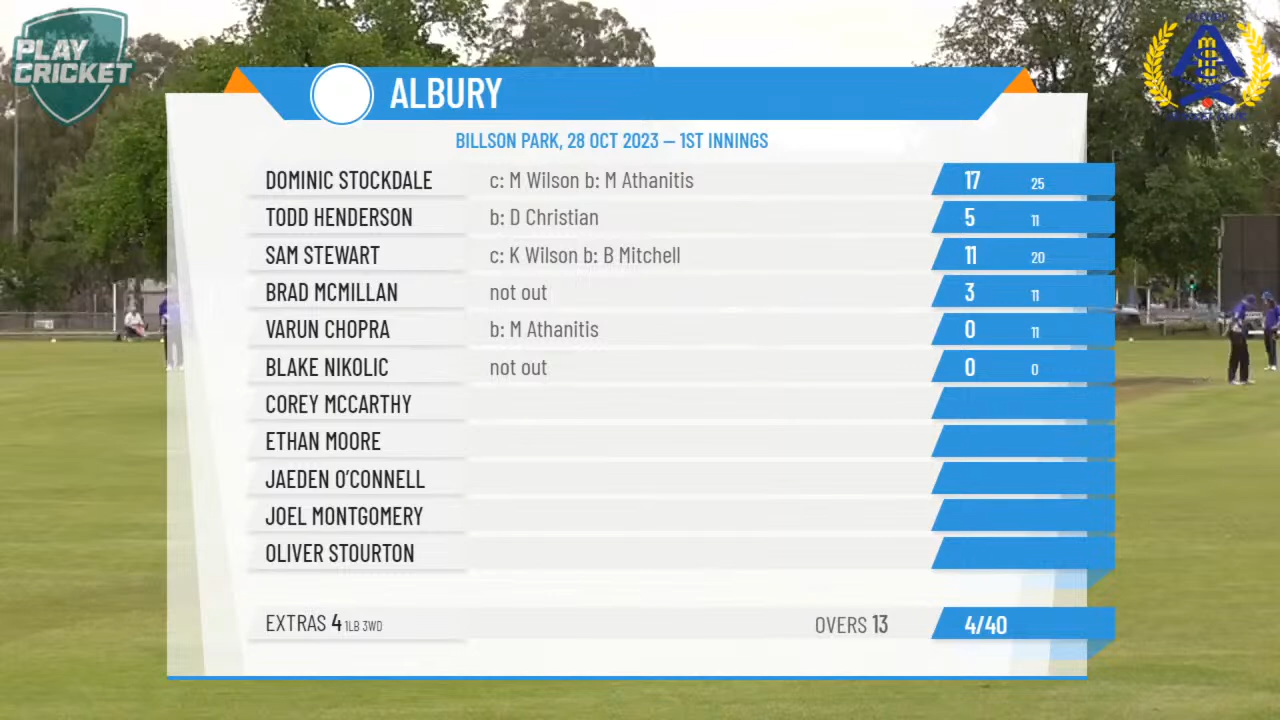 PLAY
CRICKET
ALBURY
BILLSON PARK, 28 OCT 2023 – 1ST INNINGS
DOMINIC STOCKDALE c: M Wilson b: M Athanitis 17 25
TODD HENDERSON b: D Christian 5 11
SAM STEWART c: K Wilson b: B Mitchell 11 20
BRAD MCMILLAN not out 3 11
VARUN CHOPRA b: M Athanitis 0 11
BLAKE NIKOLIC not out 0 0
COREY MCCARTHY
ETHAN MOORE
JAEDEN O'CONNELL
JOEL MONTGOMERY
OLIVER STOURTON
EXTRAS 4 1LB 3WD OVERS 13 4/40